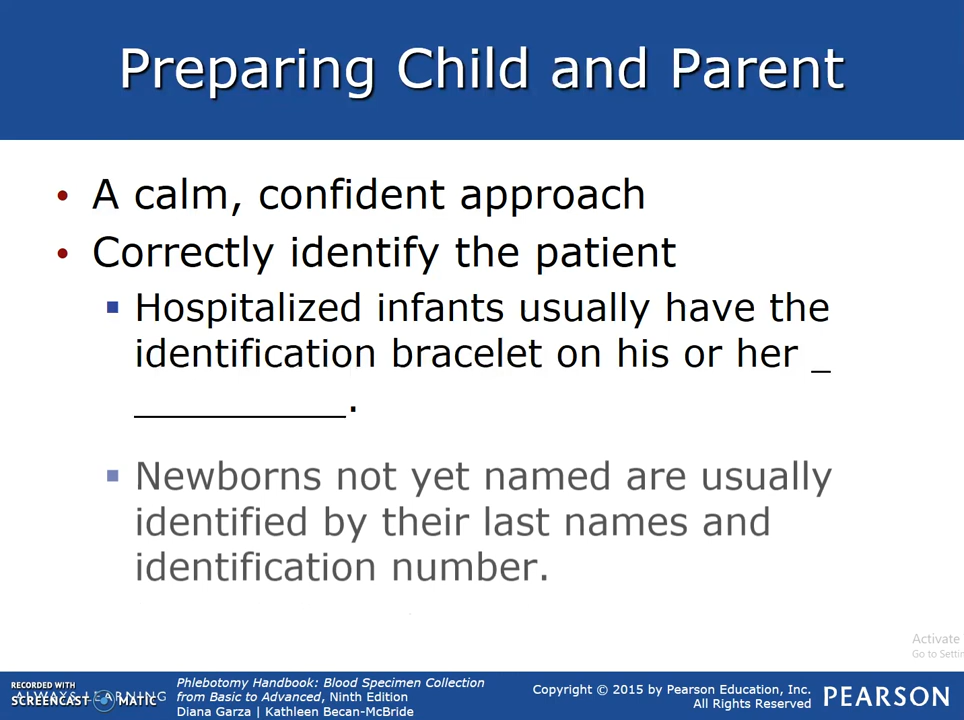 Preparing Child and Parent
• A calm, confident approach
• Correctly identify the patient
▪ Hospitalized infants usually have the
identification bracelet on his or her _
__________.
▪ Newborns not yet named are usually
identified by their last names and
identification number.
Activate
Go to Settin
RECORDED WITH
SCREENCAST MATIC
ALWAYS LEARNING
Phlebotomy Handbook: Blood Specimen Collection
from Basic to Advanced, Ninth Edition
Diana Garza | Kathleen Becan-McBride
Copyright © 2015 by Pearson Education, Inc.
All Rights Reserved
PEARSON